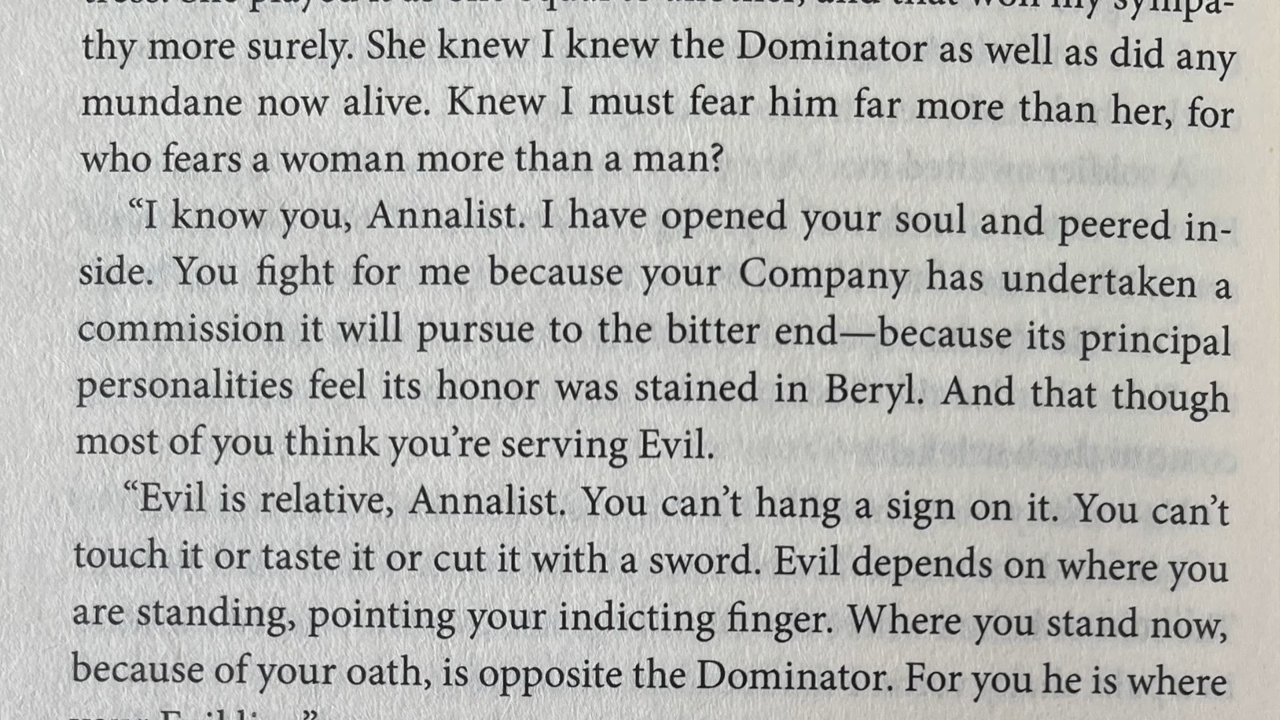 thy more surely. She knew I knew the Dominator as well as did any
mundane now alive. Knew I must fear him far more than her, for
who fears a woman more than a man?
“I know you, Annalist. I have opened your soul and peered in-
side. You fight for me because your Company has undertaken a
commission it will pursue to the bitter end—because its principal
personalities feel its honor was stained in Beryl. And that though
most of you think you’re serving Evil.
“Evil is relative, Annalist. You can’t hang a sign on it. You can’t
touch it or taste it or cut it with a sword. Evil depends on where you
are standing, pointing your indicting finger. Where you stand now,
because of your oath, is opposite the Dominator. For you he is where